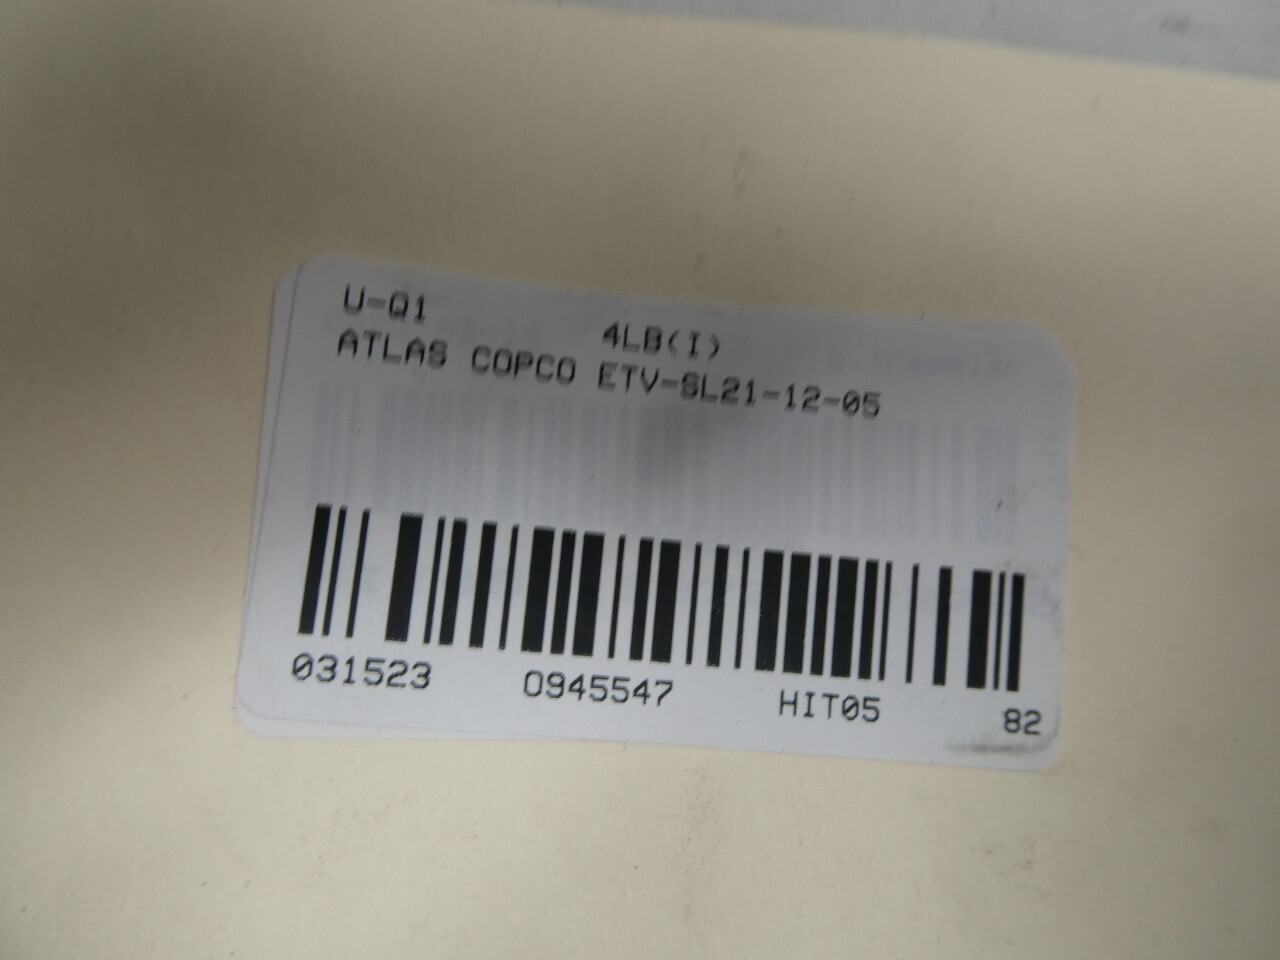 U-Q1 4LB(I)
ATLAS COPCO ETV-SL21-12-05
031523 0945547 HIT05 82